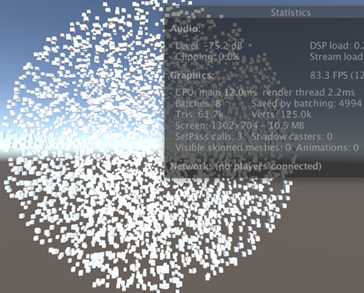 Statistics
Audio:
Level: -75.2 dB DSP load: 0.
Clipping: 0.0% Stream load
Graphics: 83.3 FPS (12
CPU: main 12.0ms render thread 2.2ms
Batches: 8 Saved by batching: 4994
Tris: 61.7k Verts: 125.0k
Screen: 1302x704 - 10.5 MB
SetPass calls: 3 Shadow casters: 0
Visible skinned meshes: 0 Animations: 0
Network: (no players connected)